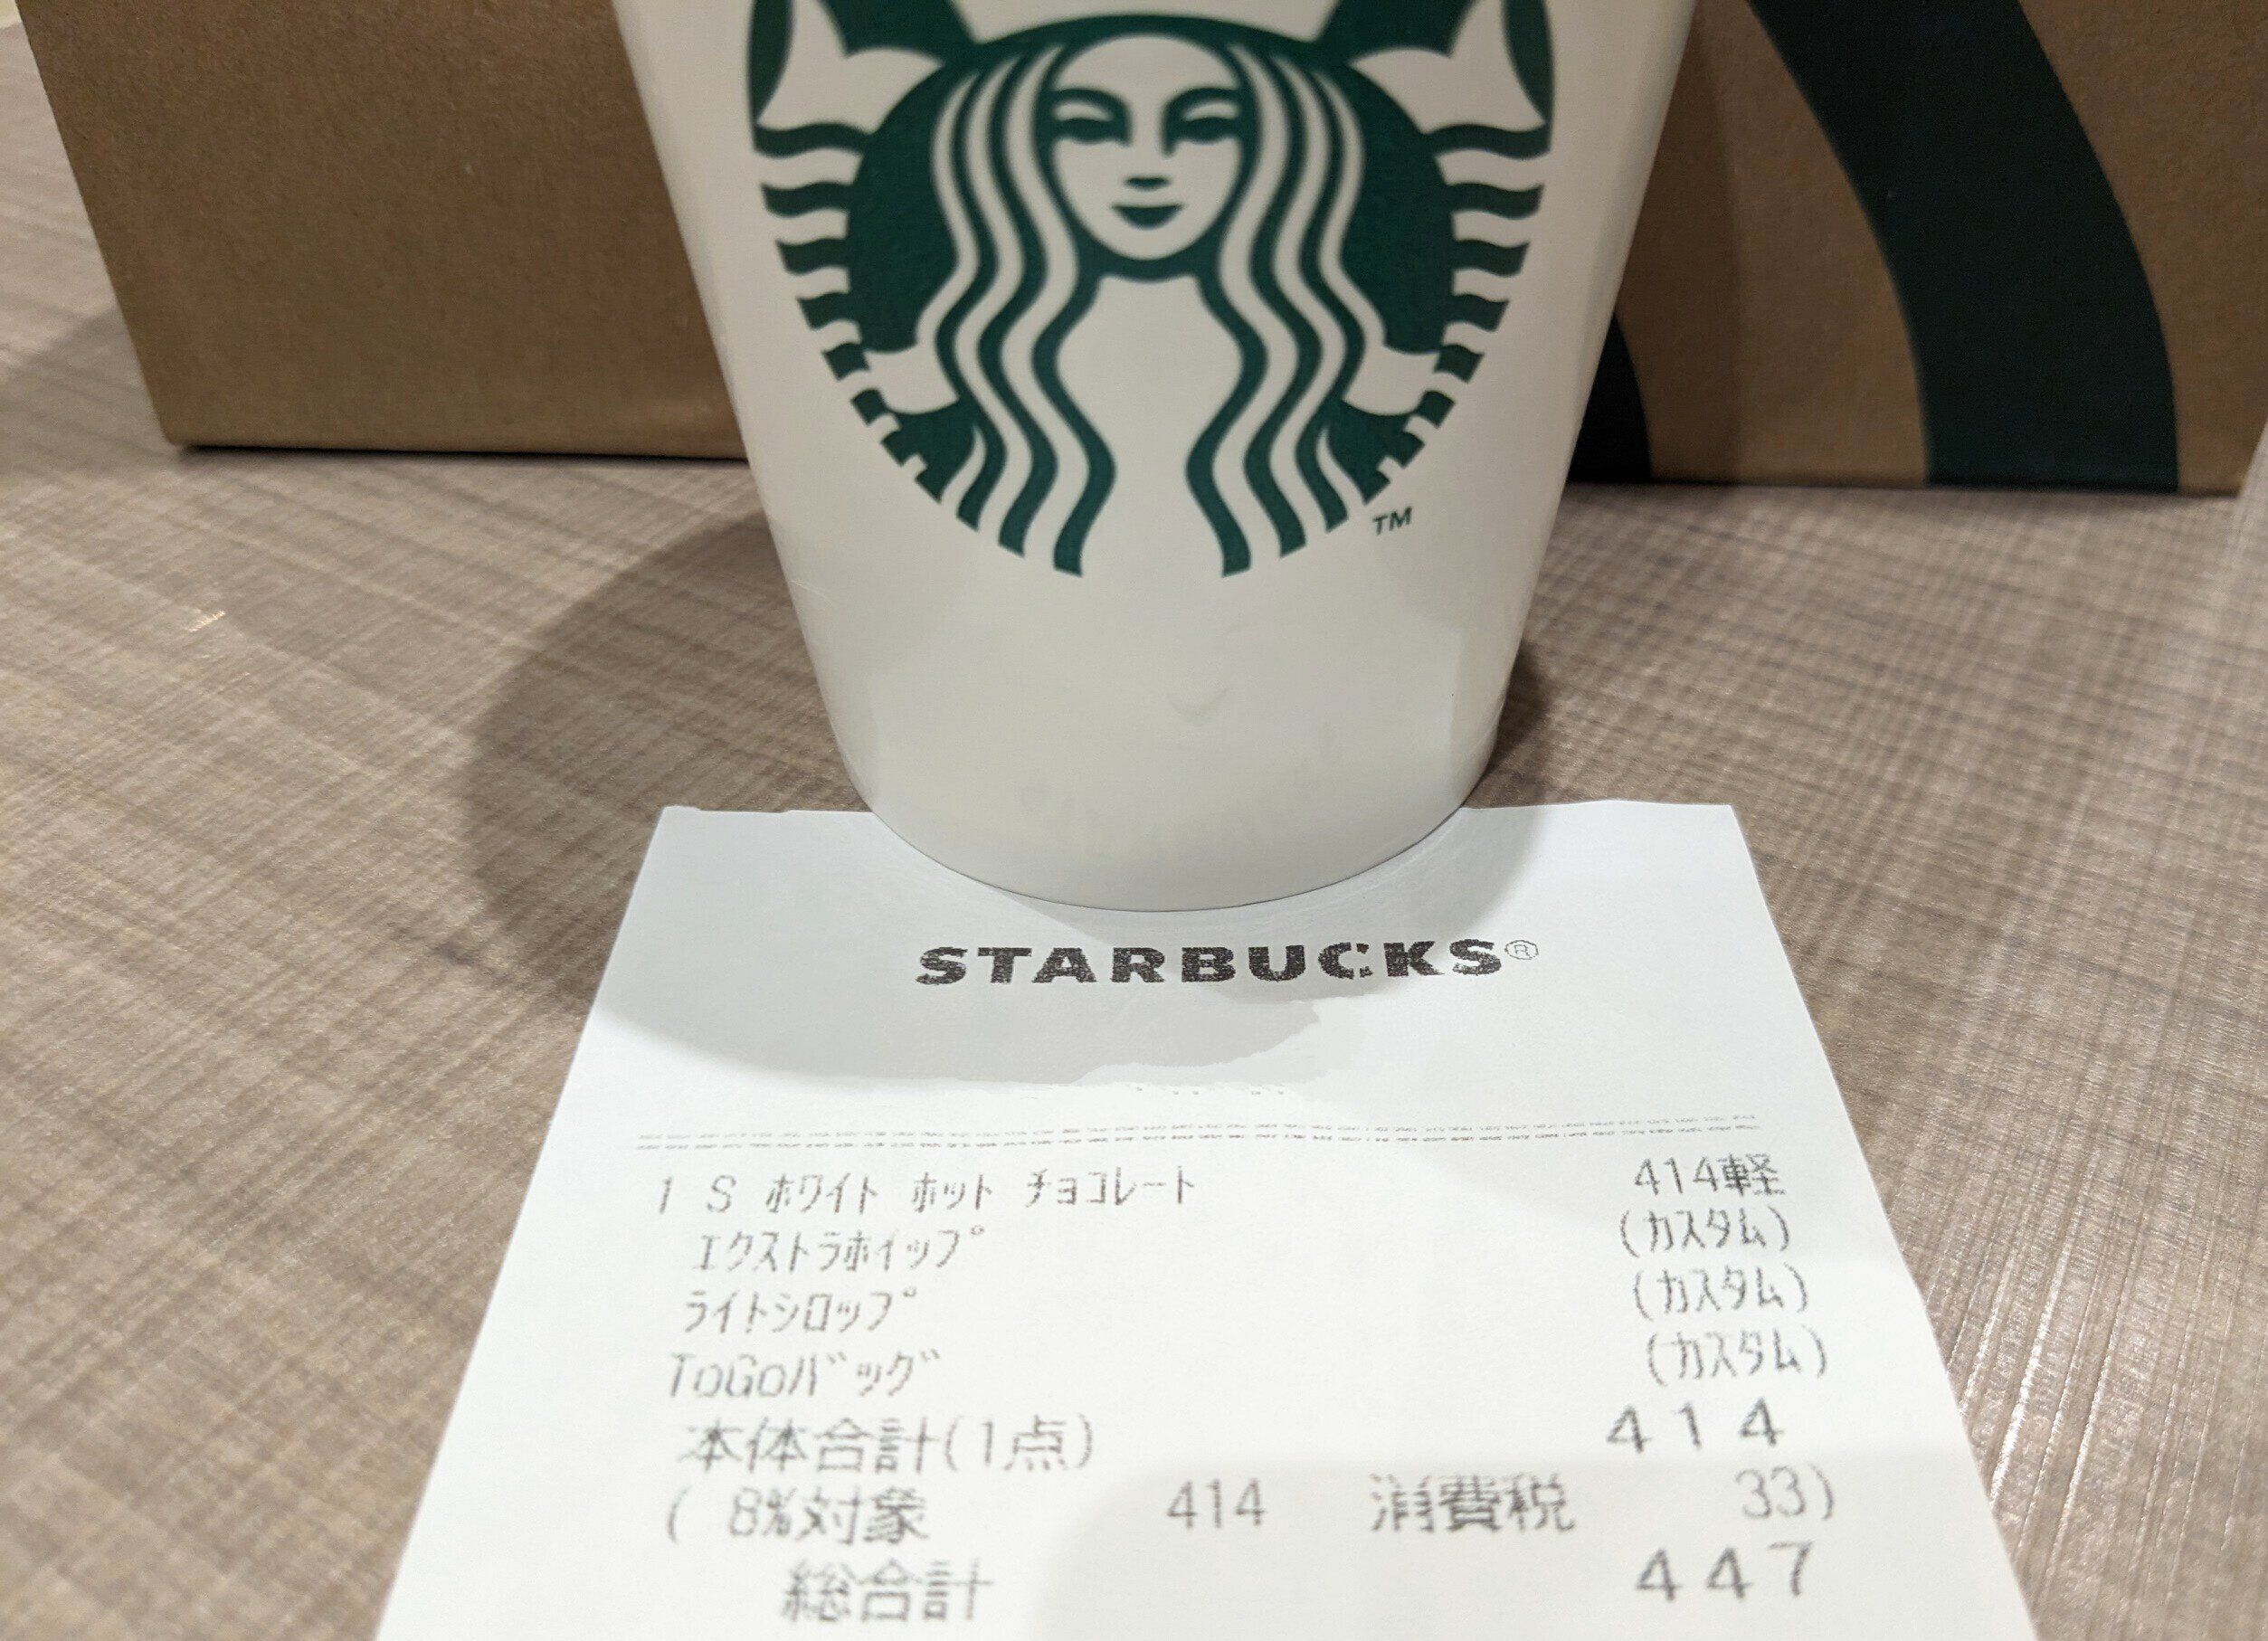 TM
STARBUCKS®
1 S ホワイト ホット チョコレート 414軽
エクストラホイップ (カスタム)
ライトシロップ (カスタム)
ToGoバッグ (カスタム)
本体合計(1点) 414
( 8%対象 414 消費税 33)
総合計 447